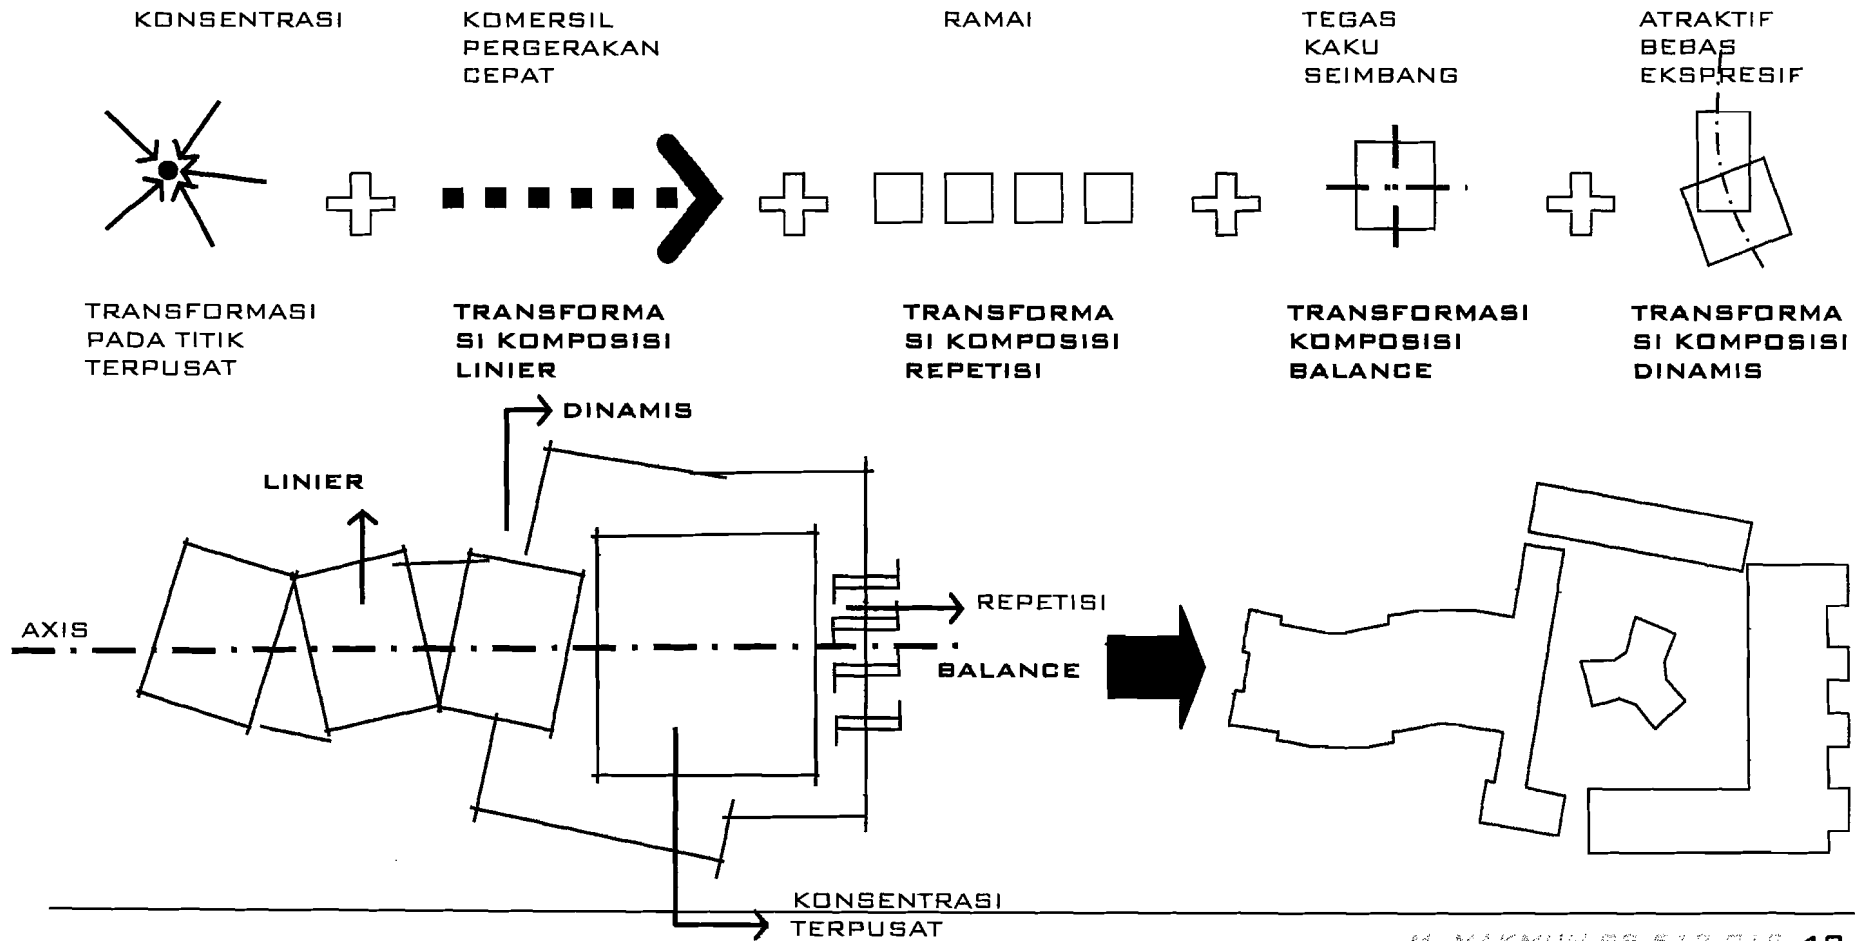 KONSENTRASI
KOMERSIL
PERGERAKAN
CEPAT
RAMAI
TEGAS
KAKU
SEIMBANG
ATRAKTIF
BEBAS
EKSPRESIF
TRANSFORMASI
PADA TITIK
TERPUSAT
TRANSFORMA
SI KOMPOSISI
LINIER
TRANSFORMA
SI KOMPOSISI
REPETISI
TRANSFORMASI
KOMPOSISI
BALANCE
TRANSFORMA
SI KOMPOSISI
DINAMIS
DINAMIS
LINIER
AXIS
REPETISI
BALANCE
KONSENTRASI
TERPUSAT